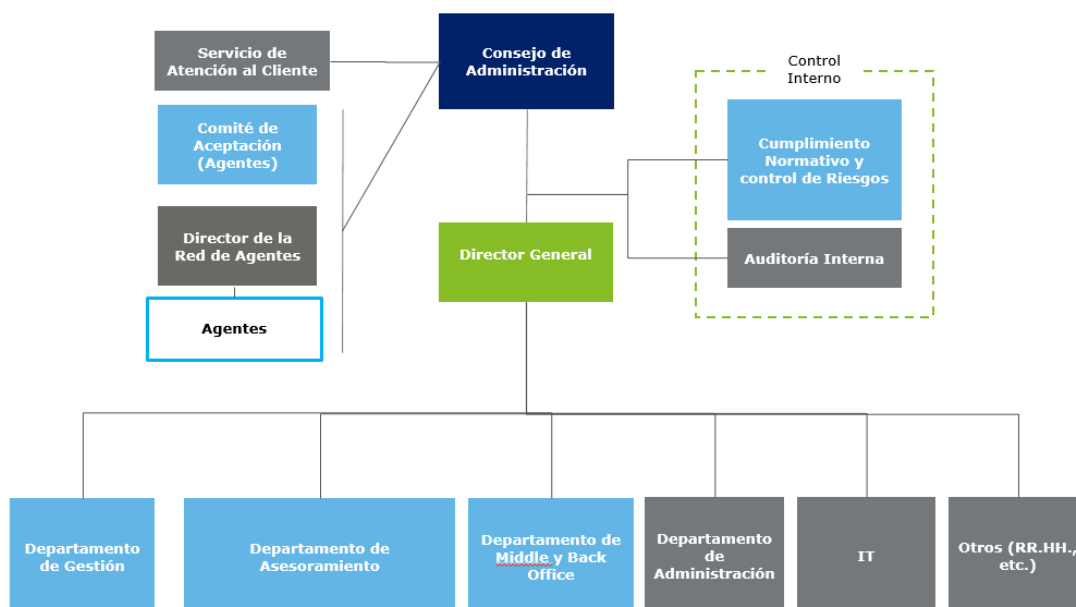 Servicio de
Atención al Cliente
Consejo de
Administración
Control
Interno
Comité de
Aceptación
(Agentes)
Cumplimiento
Normativo y
control de Riesgos
Director de la
Red de Agentes
Director General
Auditoría Interna
Agentes
Departamento
de Gestión
Departamento de
Asesoramiento
Departamento de
Middle y Back
Office
Departamento
de
Administración
IT
Otros (RR.HH.,
etc.)